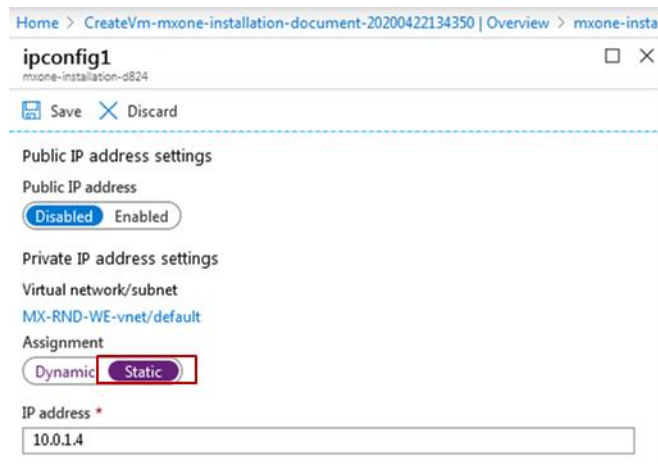 Home > CreateVm-mxone-installation-document-20200422134350 | Overview > mxone-insta
ipconfig1
mxone-installation-d824
Save Discard
Public IP address settings
Public IP address
Disabled Enabled
Private IP address settings
Virtual network/subnet
MX-RND-WE-vnet/default
Assignment
Dynamic Static
IP address *
10.0.1.4